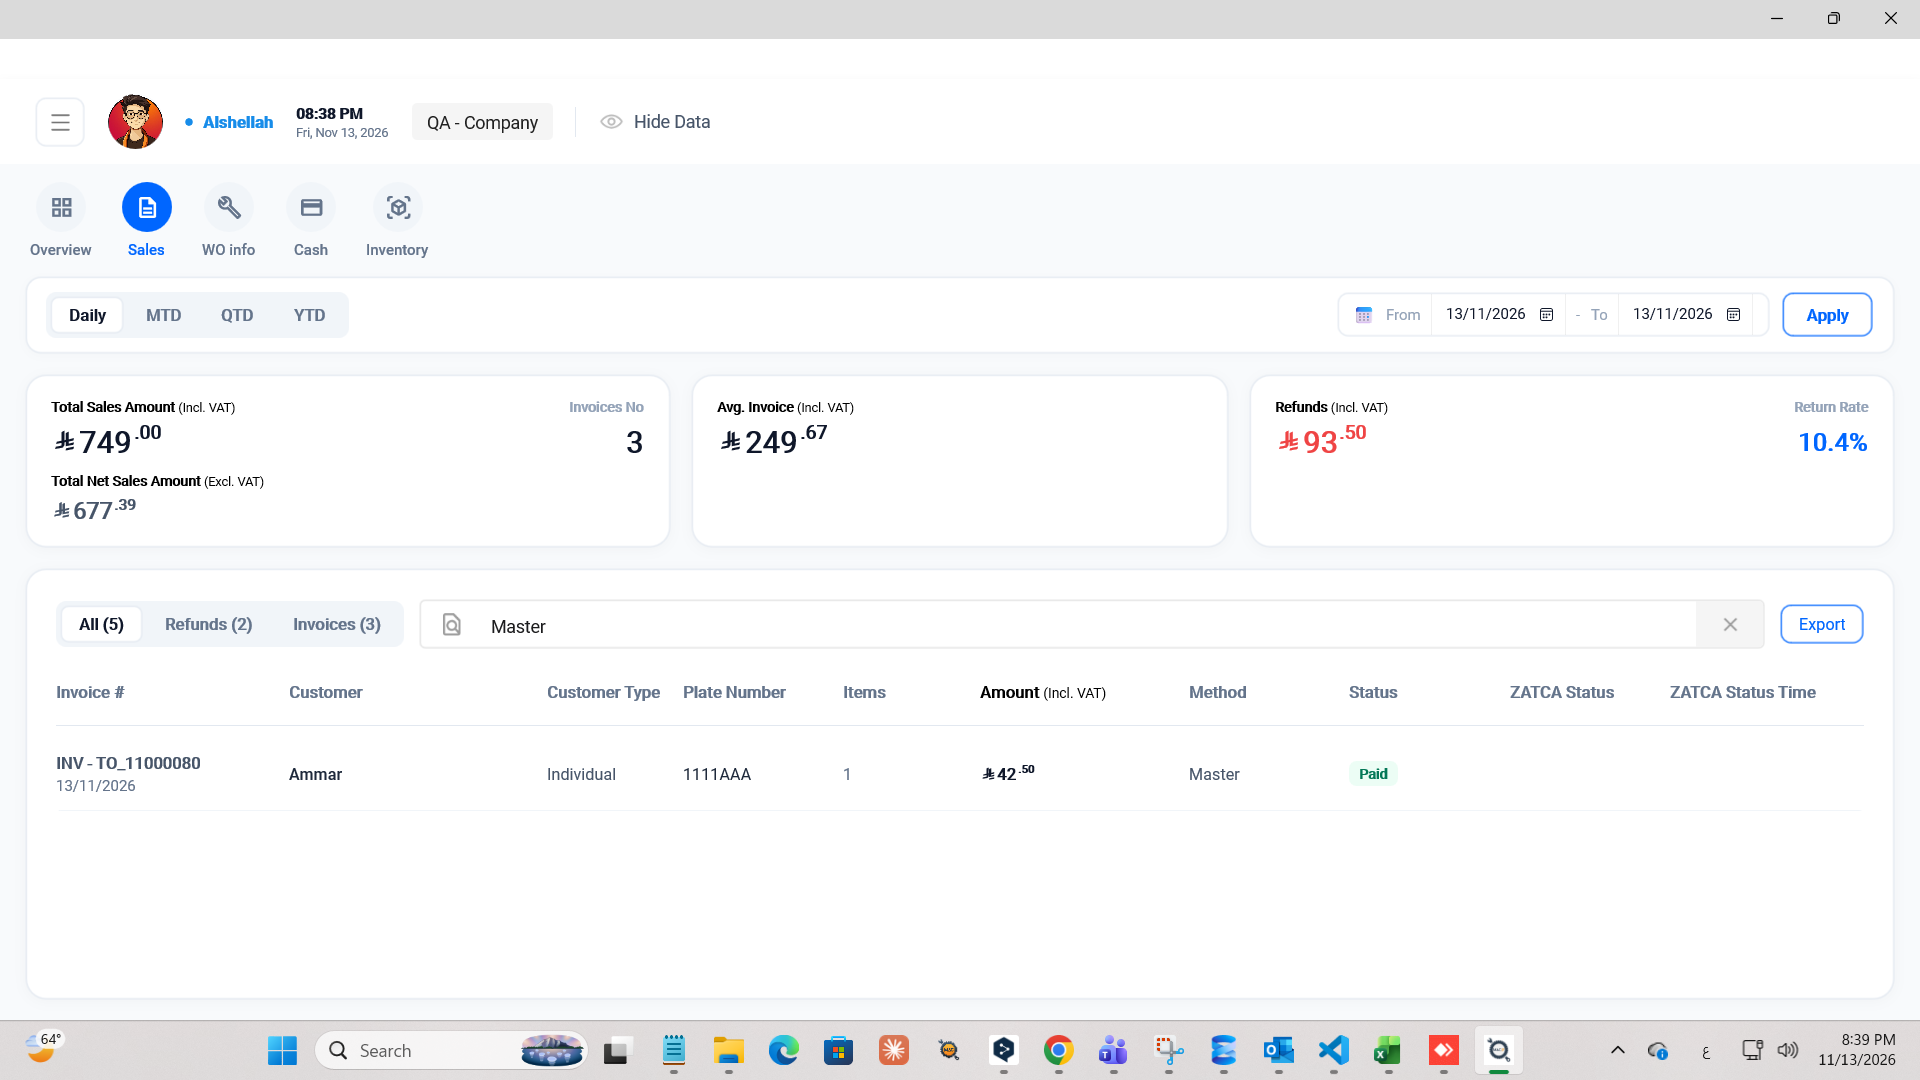 Alshellah
08:38 PM
Fri, Nov 13, 2026
QA - Company
Hide Data
Overview
Sales
WO info
Cash
Inventory
Daily MTD QTD YTD
From 13/11/2026 - To 13/11/2026
Apply
Total Sales Amount (Incl. VAT)
Invoices No
749.00
3
Total Net Sales Amount (Excl. VAT)
677.39
Avg. Invoice (Incl. VAT)
249.67
Refunds (Incl. VAT)
Return Rate
93.50
10.4%
All (5) Refunds (2) Invoices (3)
Master
Export
Invoice # Customer Customer Type Plate Number Items Amount (Incl. VAT) Method Status ZATCA Status ZATCA Status Time
INV - TO_11000080
13/11/2026
Ammar Individual 1111AAA 1 42.50 Master Paid
64°
Search
ع
8:39 PM
11/13/2026